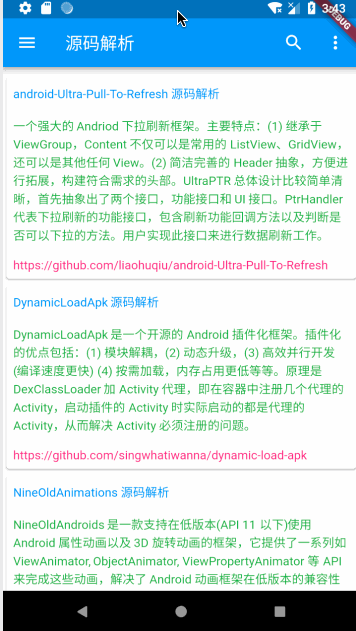 3:43
DEBUG
源码解析
android-Ultra-Pull-To-Refresh 源码解析
一个强大的 Andriod 下拉刷新框架。主要特点：(1) 继承于
ViewGroup，Content 不仅可以是常用的 ListView、GridView，
还可以是其他任何 View。(2) 简洁完善的 Header 抽象，方便进
行拓展，构建符合需求的头部。UltraPTR 总体设计比较简单清
晰，首先抽象出了两个接口，功能接口和 UI 接口。PtrHandler
代表下拉刷新的功能接口，包含刷新功能回调方法以及判断是
否可以下拉的方法。用户实现此接口来进行数据刷新工作。
https://github.com/liaohuqiu/android-Ultra-Pull-To-Refresh
DynamicLoadApk 源码解析
DynamicLoadApk 是一个开源的 Android 插件化框架。插件化
的优点包括：(1) 模块解耦，(2) 动态升级，(3) 高效并行开发
(编译速度更快) (4) 按需加载，内存占用更低等等。原理是
DexClassLoader 加 Activity 代理，即在容器中注册几个代理的
Activity，启动插件的 Activity 时实际启动的都是代理的
Activity，从而解决 Activity 必须注册的问题。
https://github.com/singwhatiwanna/dynamic-load-apk
NineOldAnimations 源码解析
NineOldAndroids 是一款支持在低版本(API 11 以下)使用
Android 属性动画以及 3D 旋转动画的框架，它提供了一系列如
ViewAnimator, ObjectAnimator, ViewPropertyAnimator 等 API
来完成这些动画，解决了 Android 动画框架在低版本的兼容性